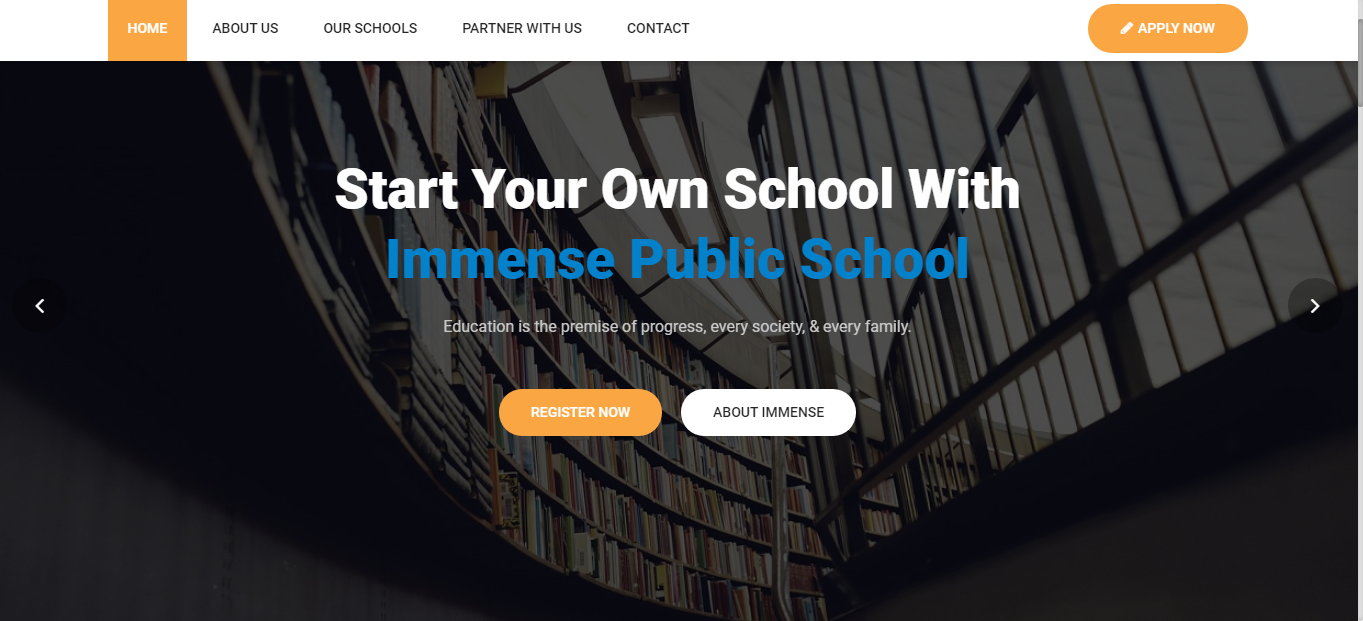 HOME ABOUT US OUR SCHOOLS PARTNER WITH US CONTACT APPLY NOW
Start Your Own School With
Immense Public School
Education is the premise of progress, every society, & every family.
REGISTER NOW ABOUT IMMENSE